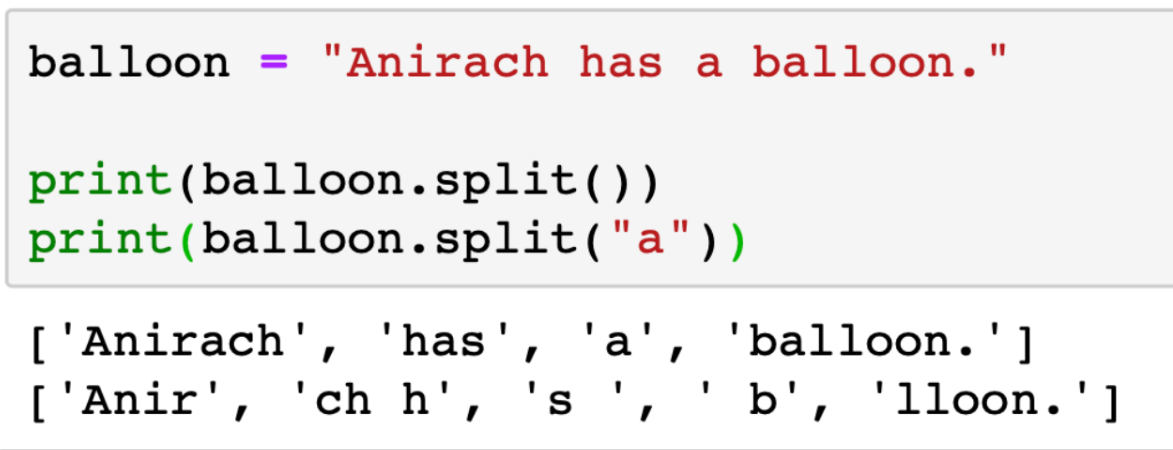 balloon = "Anirach has a balloon."
print(balloon.split())
print(balloon.split("a"))
['Anirach', 'has', 'a', 'balloon.']
['Anir', 'ch h', 's ', ' b', 'lloon.']